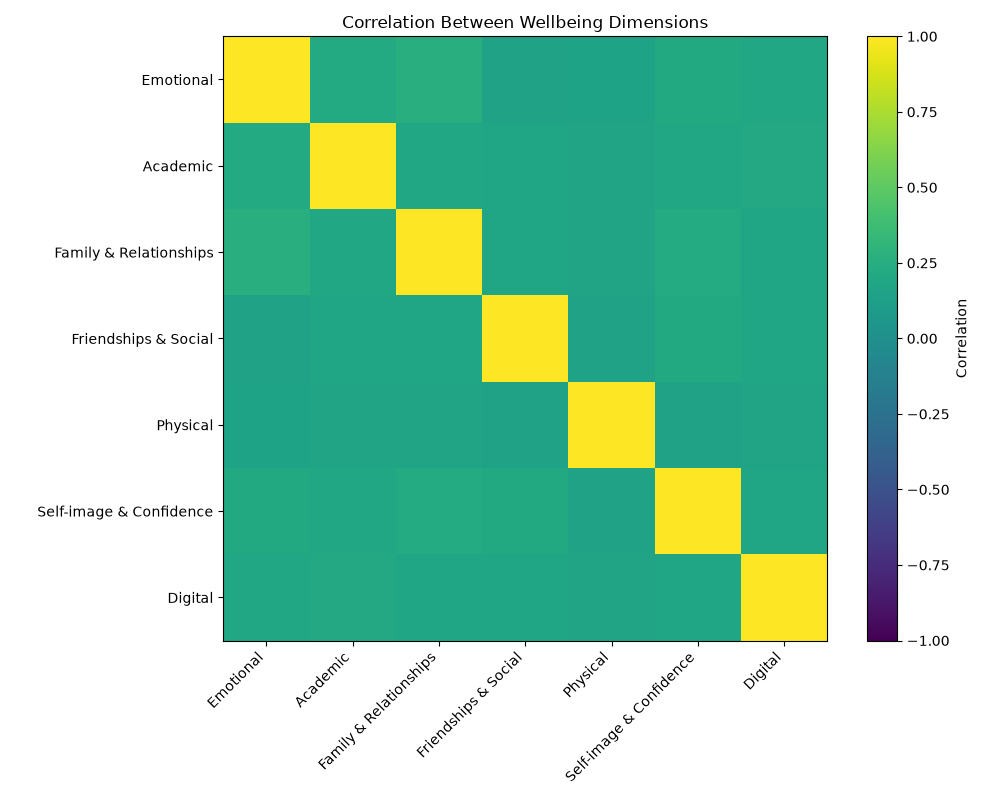 Correlation Between Wellbeing Dimensions
Emotional
Academic
Family & Relationships
Friendships & Social
Physical
Self-image & Confidence
Digital
Emotional
Academic
Family & Relationships
Friendships & Social
Physical
Self-image & Confidence
Digital
1.00
0.75
0.50
0.25
0.00
−0.25
−0.50
−0.75
−1.00
Correlation